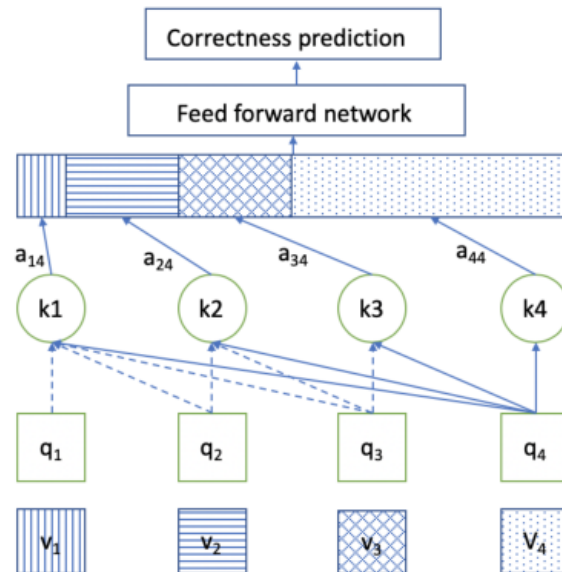 Correctness prediction
Feed forward network
a₁₄ a₂₄ a₃₄ a₄₄
k1 k2 k3 k4
q₁ q₂ q₃ q₄
v₁ v₂ v₃ V₄